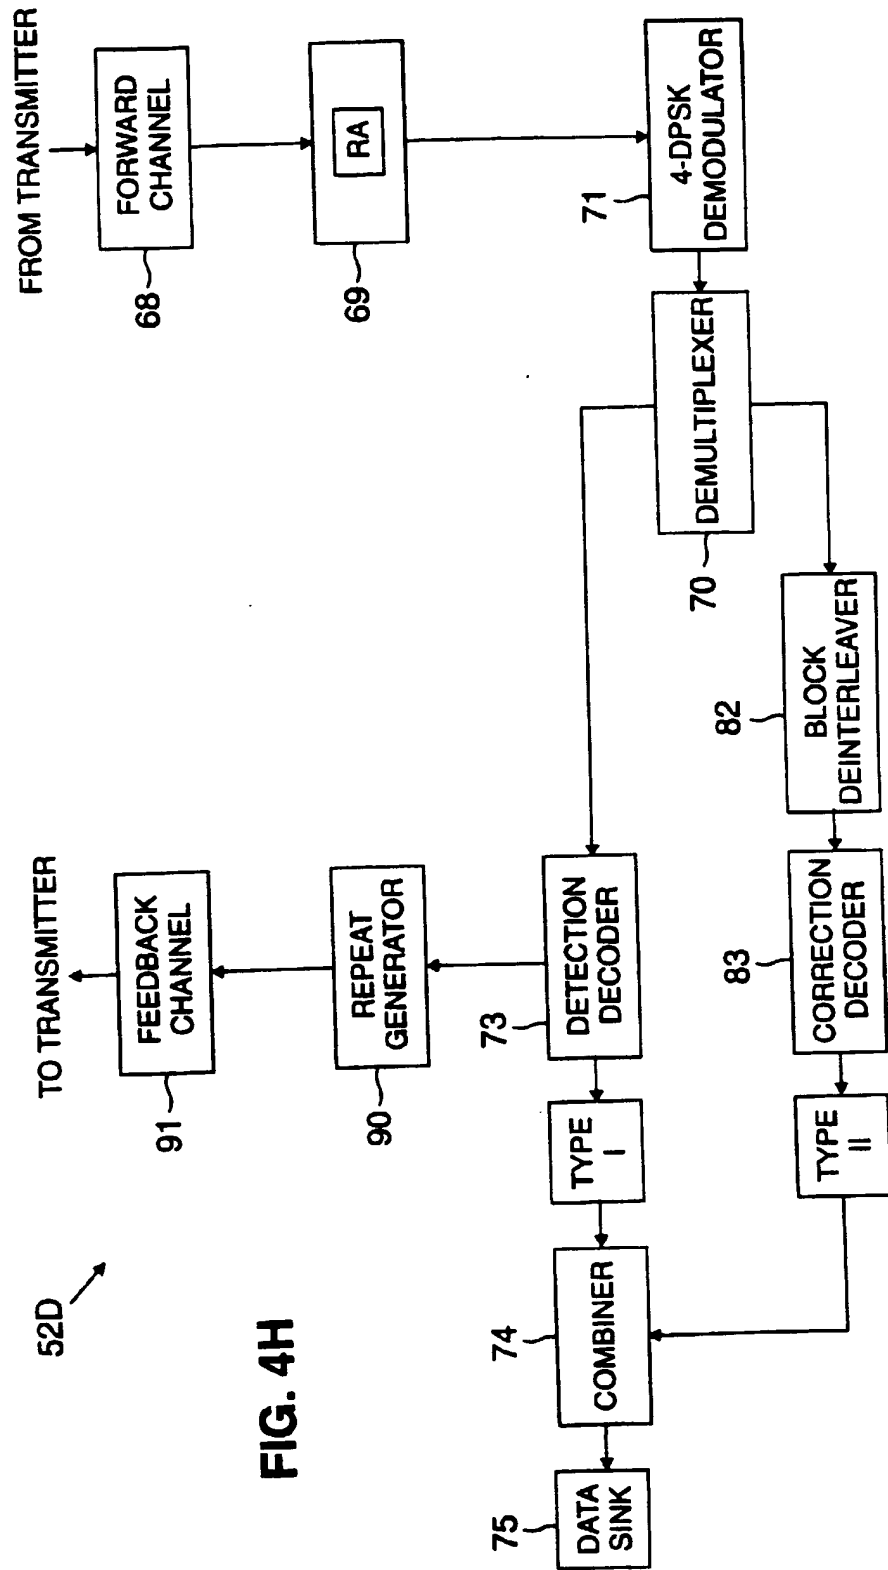 FROM TRANSMITTER
FORWARD
CHANNEL
68
RA
69
4-DPSK
DEMODULATOR
71
DEMULTIPLEXER
70
BLOCK
DEINTERLEAVER
82
CORRECTION
DECODER
83
TYPE
II
TO TRANSMITTER
FEEDBACK
CHANNEL
91
REPEAT
GENERATOR
90
DETECTION
DECODER
73
TYPE
I
COMBINER
74
DATA
SINK
75
52D
FIG. 4H